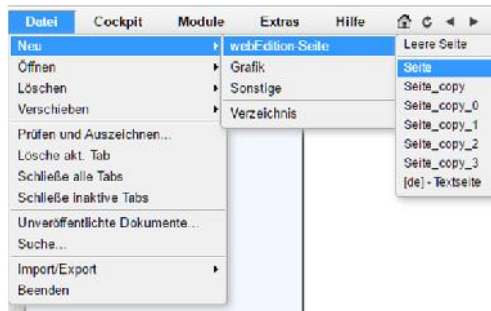 Datei Cockpit Module Extras Hilfe
Neu
Öffnen
Löschen
Verschieben
Prüfen und Auszeichnen...
Lösche akt. Tab
Schließe alle Tabs
Schließe inaktive Tabs
Unveröffentlichte Dokumente...
Suche...
Import/Export
Beenden
webEdition-Seite
Grafik
Sonstige
Verzeichnis
Leere Seite
Seite
Seite_copy
Seite_copy_0
Seite_copy_1
Seite_copy_2
Seite_copy_3
[de] - Textseite